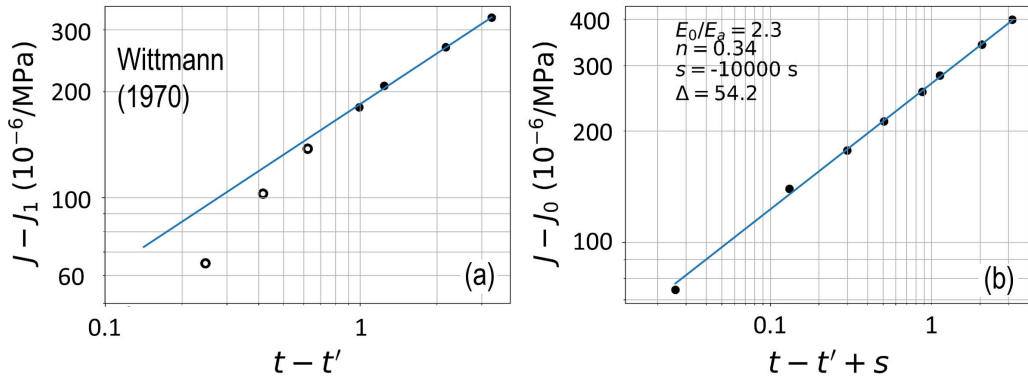 300
200
100
60
0.1
1
J − J₁ (10⁻⁶/MPa)
t − t′
Wittmann
(1970)
(a)
400
300
200
100
0.1
1
J − J₀ (10⁻⁶/MPa)
t − t′ + s
E₀/Eₐ = 2.3
n = 0.34
s = -10000 s
Δ = 54.2
(b)